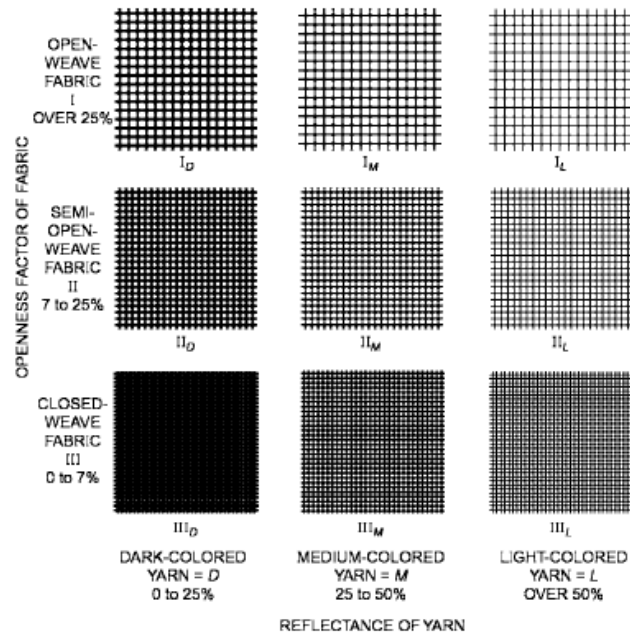 OPENNESS FACTOR OF FABRIC
OPEN-
WEAVE
FABRIC
I
OVER 25%
I_D
I_M
I_L
SEMI-
OPEN-
WEAVE
FABRIC
II
7 to 25%
II_D
II_M
II_L
CLOSED-
WEAVE
FABRIC
III
0 to 7%
III_D
III_M
III_L
DARK-COLORED
YARN = D
0 to 25%
MEDIUM-COLORED
YARN = M
25 to 50%
LIGHT-COLORED
YARN = L
OVER 50%
REFLECTANCE OF YARN